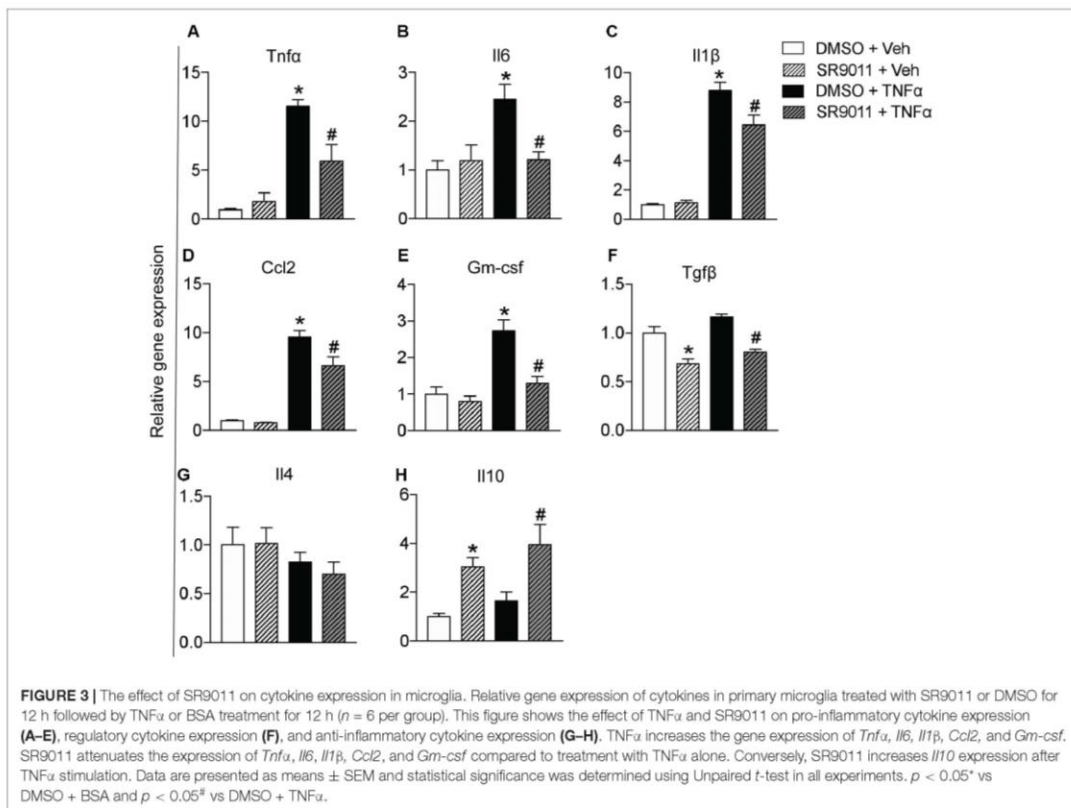 A
B
C
Tnfα
Il6
Il1β
DMSO + Veh
SR9011 + Veh
DMSO + TNFα
SR9011 + TNFα
15
10
5
0
*
#
3
2
1
0
*
#
10
8
6
4
2
0
*
#
Relative gene expression
D
E
F
Ccl2
Gm-csf
Tgfβ
15
10
5
0
*
#
4
3
2
1
0
*
#
1.5
1.0
0.5
0.0
*
#
G
H
Il4
Il10
1.5
1.0
0.5
0.0
6
4
2
0
*
#
FIGURE 3 | The effect of SR9011 on cytokine expression in microglia. Relative gene expression of cytokines in primary microglia treated with SR9011 or DMSO for
12 h followed by TNFα or BSA treatment for 12 h (n = 6 per group). This figure shows the effect of TNFα and SR9011 on pro-inflammatory cytokine expression
(A–E), regulatory cytokine expression (F), and anti-inflammatory cytokine expression (G–H). TNFα increases the gene expression of Tnfα, Il6, Il1β, Ccl2, and Gm-csf.
SR9011 attenuates the expression of Tnfα, Il6, Il1β, Ccl2, and Gm-csf compared to treatment with TNFα alone. Conversely, SR9011 increases Il10 expression after
TNFα stimulation. Data are presented as means ± SEM and statistical significance was determined using Unpaired t-test in all experiments. p < 0.05* vs
DMSO + BSA and p < 0.05# vs DMSO + TNFα.